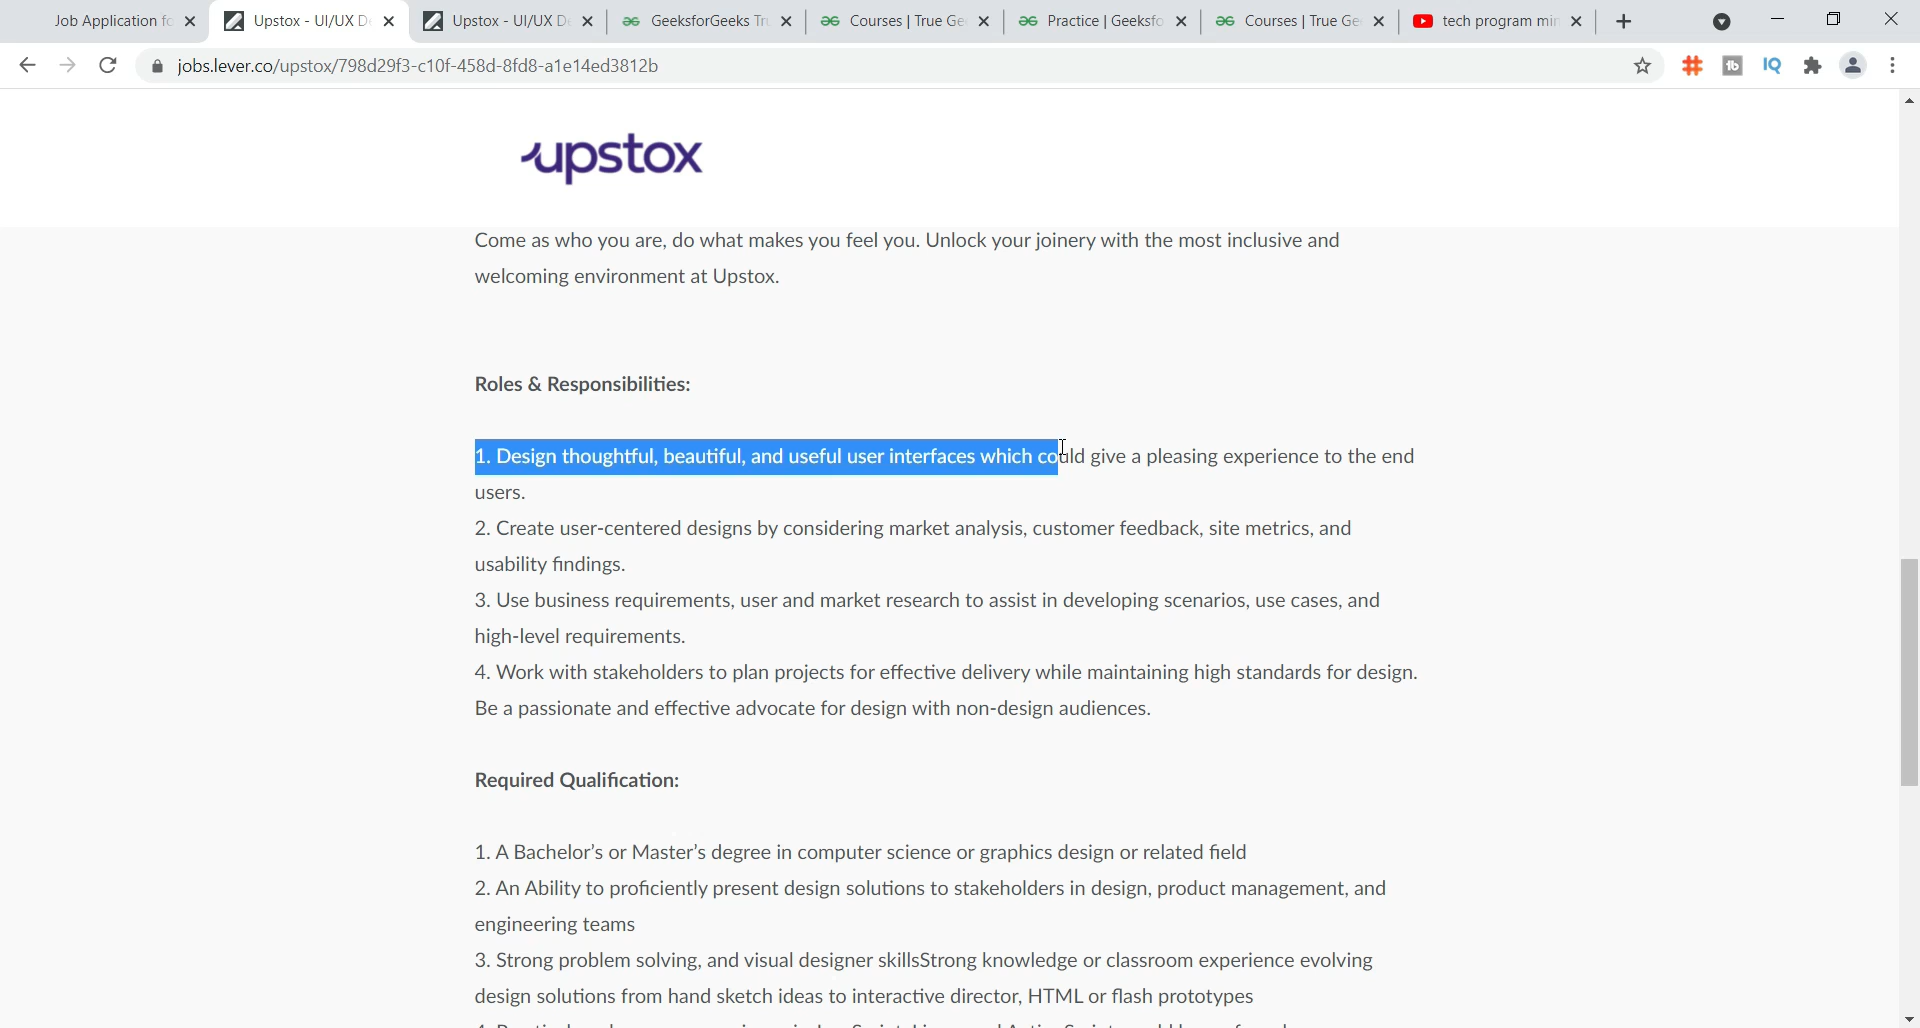 Job Application fo
Upstox - UI/UX De
Upstox - UI/UX De
GeeksforGeeks Tru
Courses | True Ge
Practice | Geeksfo
Courses | True Ge
tech program min
jobs.lever.co/upstox/798d29f3-c10f-458d-8fd8-a1e14ed3812b
upstox
Come as who you are, do what makes you feel you. Unlock your joinery with the most inclusive and
welcoming environment at Upstox.
Roles & Responsibilities:
1. Design thoughtful, beautiful, and useful user interfaces which could give a pleasing experience to the end
users.
2. Create user-centered designs by considering market analysis, customer feedback, site metrics, and
usability findings.
3. Use business requirements, user and market research to assist in developing scenarios, use cases, and
high-level requirements.
4. Work with stakeholders to plan projects for effective delivery while maintaining high standards for design.
Be a passionate and effective advocate for design with non-design audiences.
Required Qualification:
1. A Bachelor's or Master's degree in computer science or graphics design or related field
2. An Ability to proficiently present design solutions to stakeholders in design, product management, and
engineering teams
3. Strong problem solving, and visual designer skillsStrong knowledge or classroom experience evolving
design solutions from hand sketch ideas to interactive director, HTML or flash prototypes